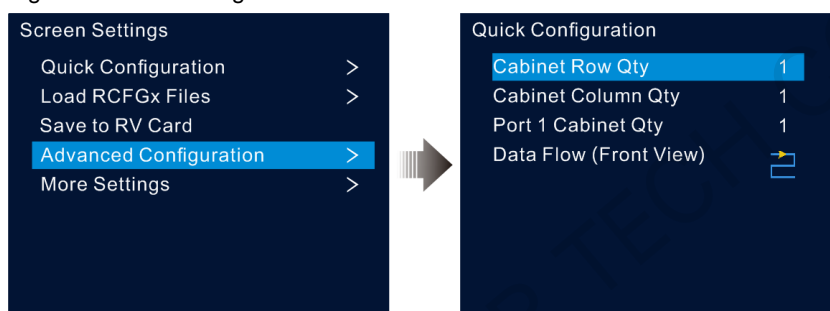 Screen Settings
Quick Configuration >
Load RCFGx Files >
Save to RV Card
Advanced Configuration >
More Settings >
Quick Configuration
Cabinet Row Qty 1
Cabinet Column Qty 1
Port 1 Cabinet Qty 1
Data Flow (Front View)
TECH